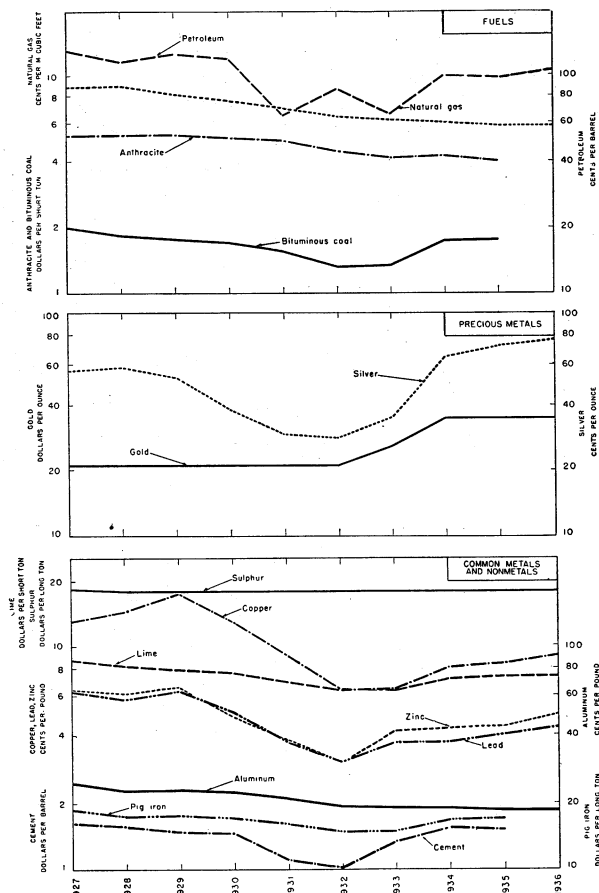 FUELS
NATURAL GAS
CENTS PER M CUBIC FEET
ANTHRACITE AND BITUMINOUS COAL
DOLLARS PER SHORT TON
10
8
6
4
2
1
Petroleum
Natural gas
Anthracite
Bituminous coal
100
80
60
40
20
10
PETROLEUM
CENTS PER BARREL
PRECIOUS METALS
GOLD
DOLLARS PER OUNCE
100
80
60
40
20
10
Silver
Gold
100
80
60
40
20
10
SILVER
CENTS PER OUNCE
COMMON METALS
AND NONMETALS
LIME
DOLLARS PER SHORT TON
SULPHUR
DOLLARS PER LONG TON
COPPER, LEAD, ZINC
CENTS PER POUND
CEMENT
DOLLARS PER BARREL
20
10
8
6
4
2
1
Sulphur
Copper
Lime
Zinc
Lead
Aluminum
Pig iron
Cement
100
80
60
40
20
10
ALUMINUM
CENTS PER POUND
PIG IRON
DOLLARS PER LONG TON
927
928
929
930
931
932
933
934
935
936